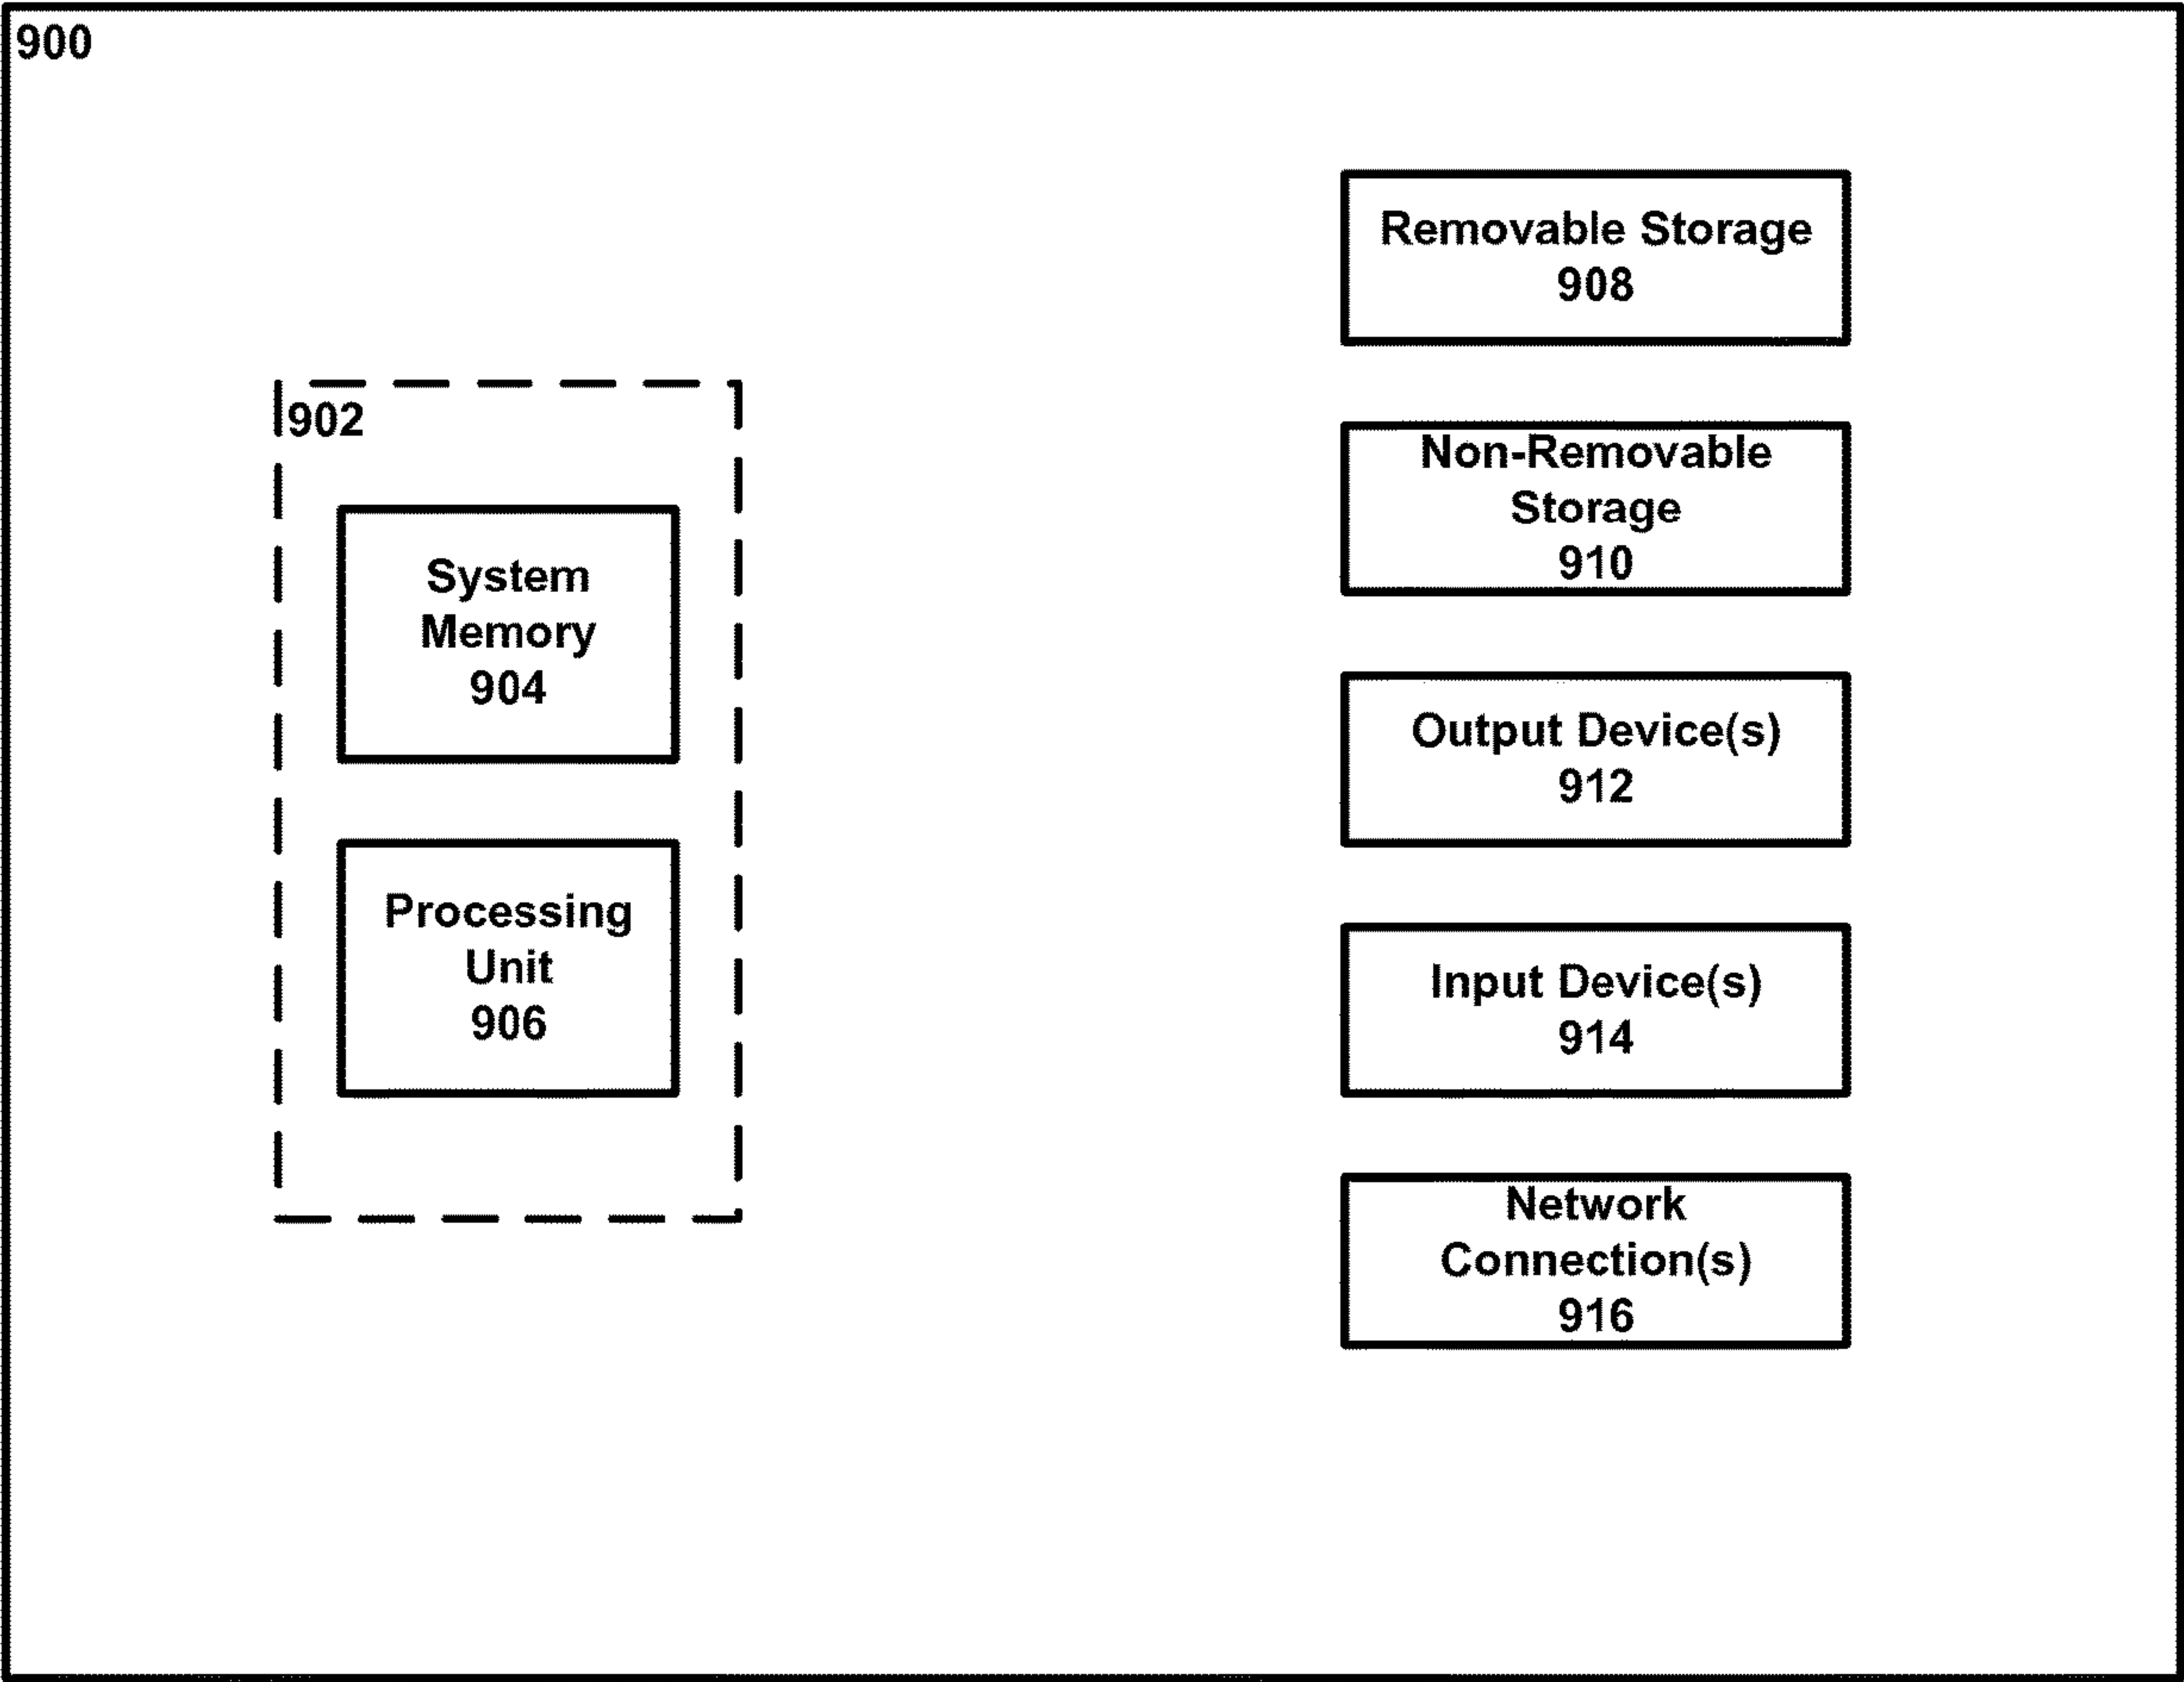 900
902
System
Memory
904
Processing
Unit
906
Removable Storage
908
Non-Removable
Storage
910
Output Device(s)
912
Input Device(s)
914
Network
Connection(s)
916